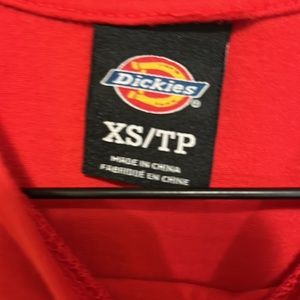 Dickies
XS/TP
MADE IN CHINA
FABRIQUÉ EN CHINE